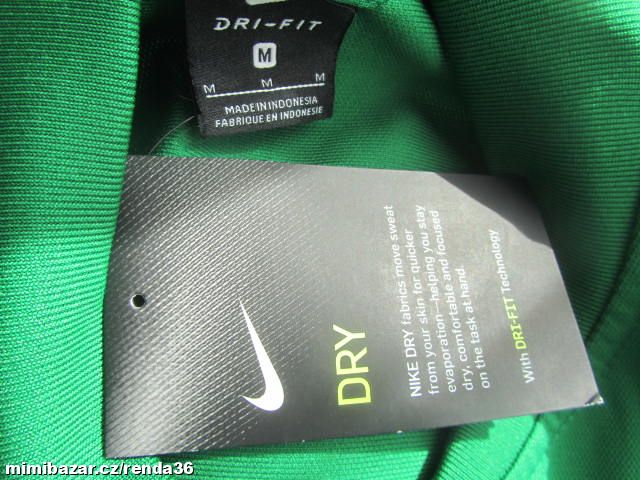 DRI-FIT
M
M M M
MADE IN INDONESIA
FABRIQUE EN INDONESIE
DRY
NIKE DRY fabrics move sweat
from your skin for quicker
evaporation—helping you stay
dry, comfortable and focused
on the task at hand.
With DRI-FIT Technology
mimibazar.cz/renda36